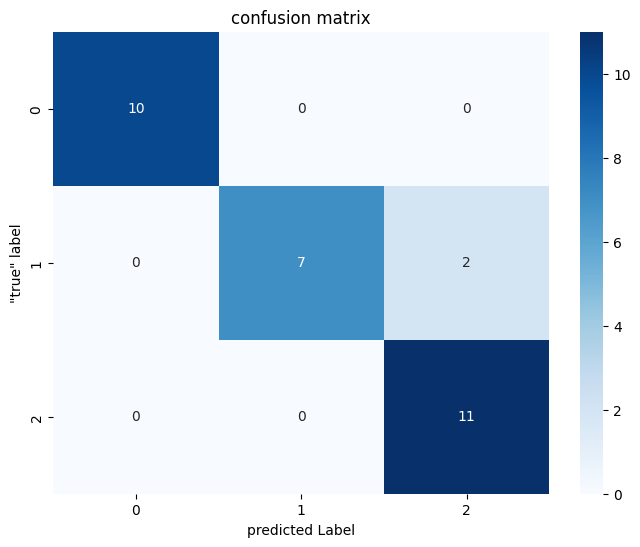 confusion matrix
10
0 10 0 0
8
"true" label
1 0 7 2
6
4
2 0 0 11
2
0
0 1 2
predicted Label